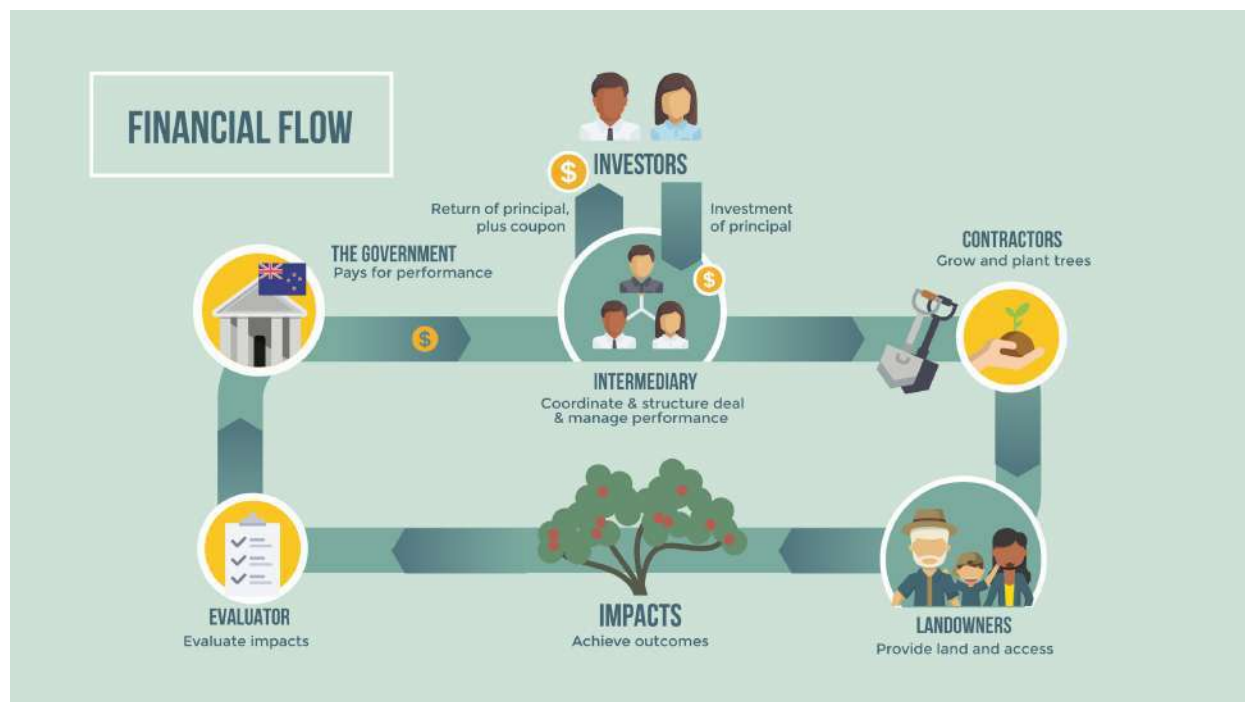 FINANCIAL FLOW
INVESTORS
$
Return of principal,
plus coupon
Investment
of principal
$
THE GOVERNMENT
Pays for performance
$
CONTRACTORS
Grow and plant trees
INTERMEDIARY
Coordinate & structure deal
& manage performance
EVALUATOR
Evaluate impacts
IMPACTS
Achieve outcomes
LANDOWNERS
Provide land and access